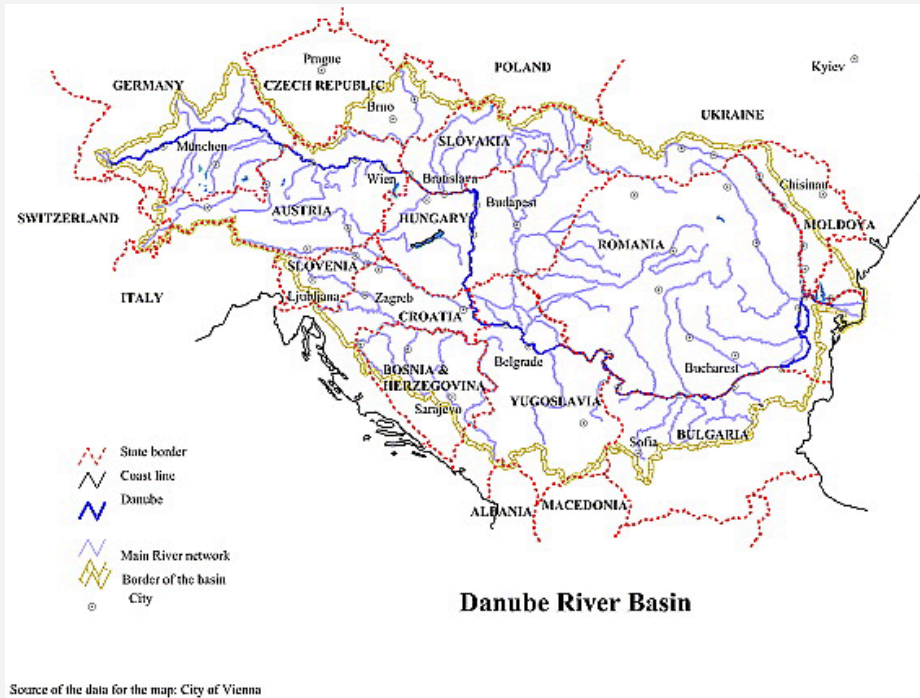 Prague
POLAND
Kyiev
GERMANY
CZECH REPUBLIC
Brno
UKRAINE
München
SLOVAKIA
Wien
Bratislava
Chisinau
SWITZERLAND
AUSTRIA
HUNGARY
Budapest
MOLDOVA
ROMANIA
SLOVENIA
ITALY
Ljubljana
Zagreb
CROATIA
BOSNIA &
HERZEGOVINA
Belgrade
Bucharest
Sarajevo
YUGOSLAVIA
Sofia
BULGARIA
ALBANIA
MACEDONIA
State border
Coast line
Danube
Main River network
Border of the basin
City
Danube River Basin
Source of the data for the map: City of Vienna